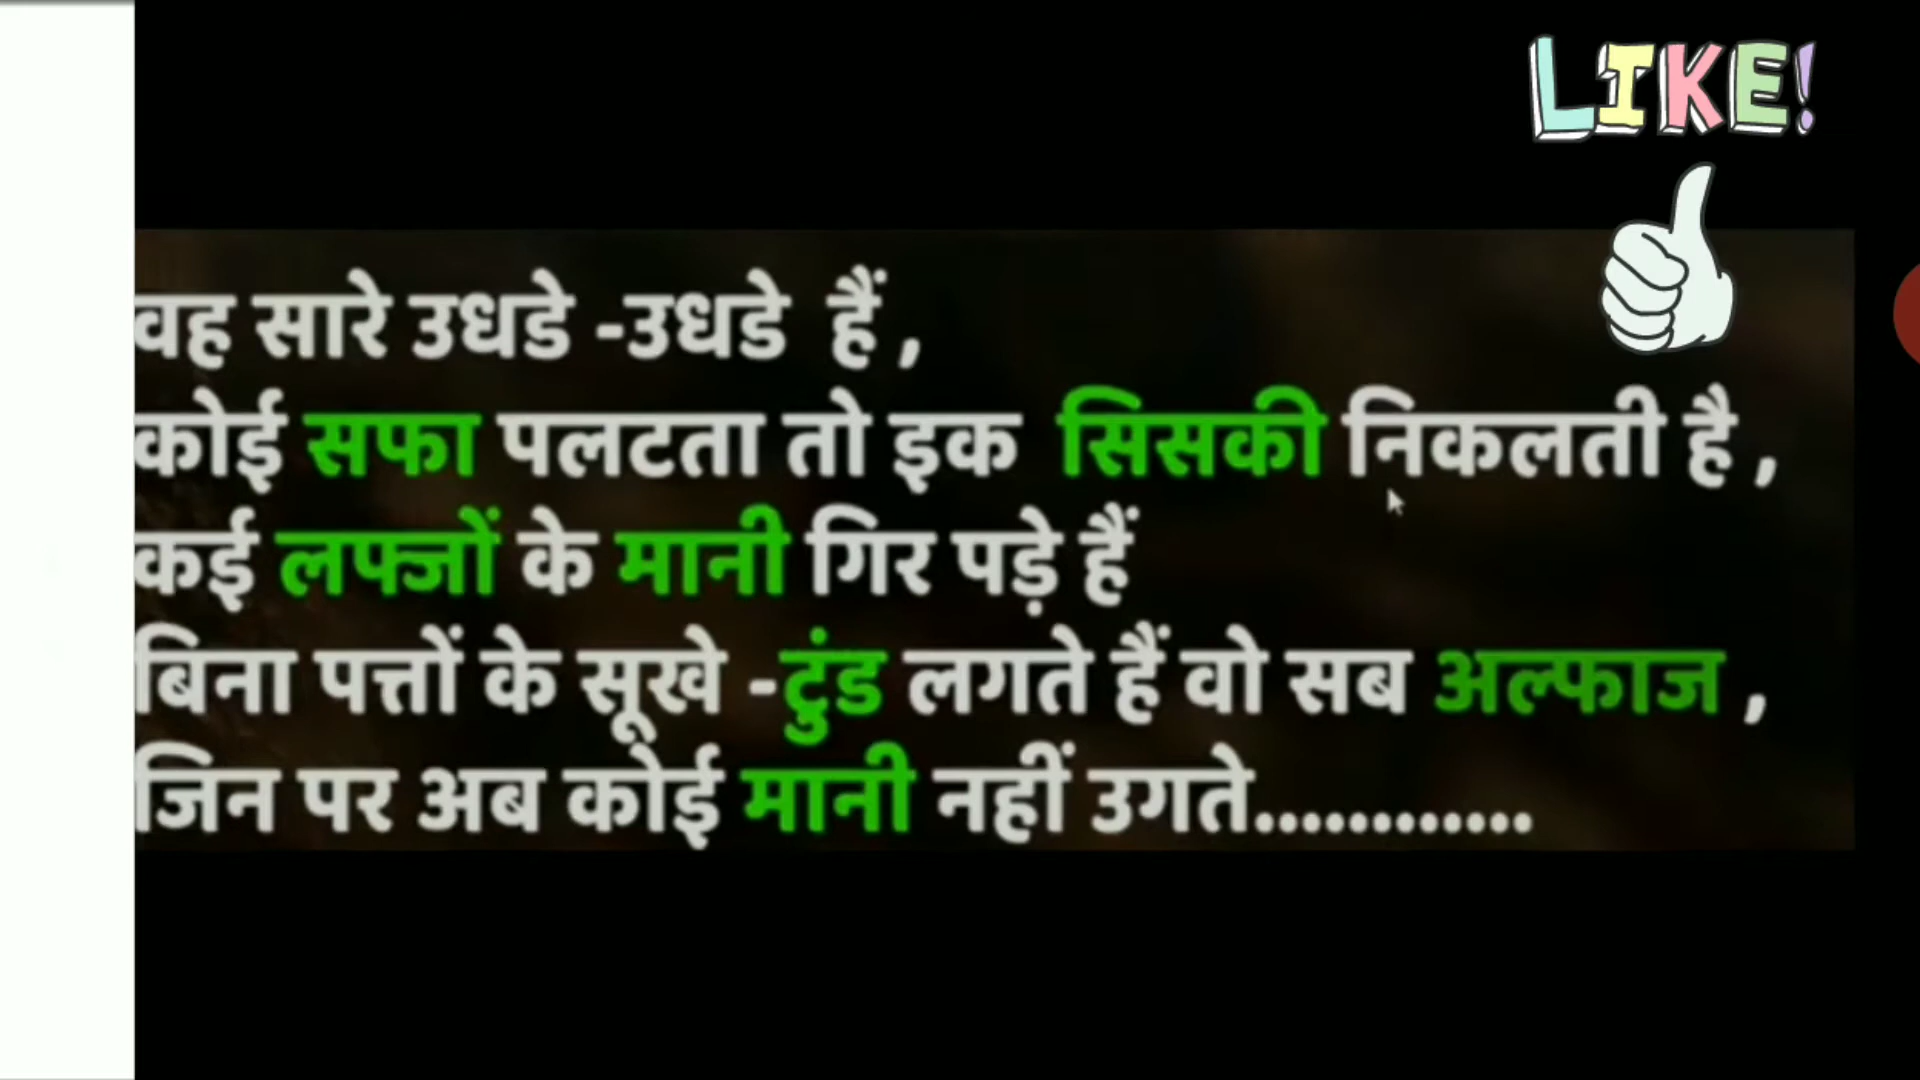 LIKE!
वह सारे उधडे -उधडे हैं ,
कोई सफा पलटता तो इक सिसकी निकलती है ,
कई लफ्जों के मानी गिर पड़े हैं
बिना पत्तों के सूखे -टुंड लगते हैं वो सब अल्फाज ,
जिन पर अब कोई मानी नहीं उगते............